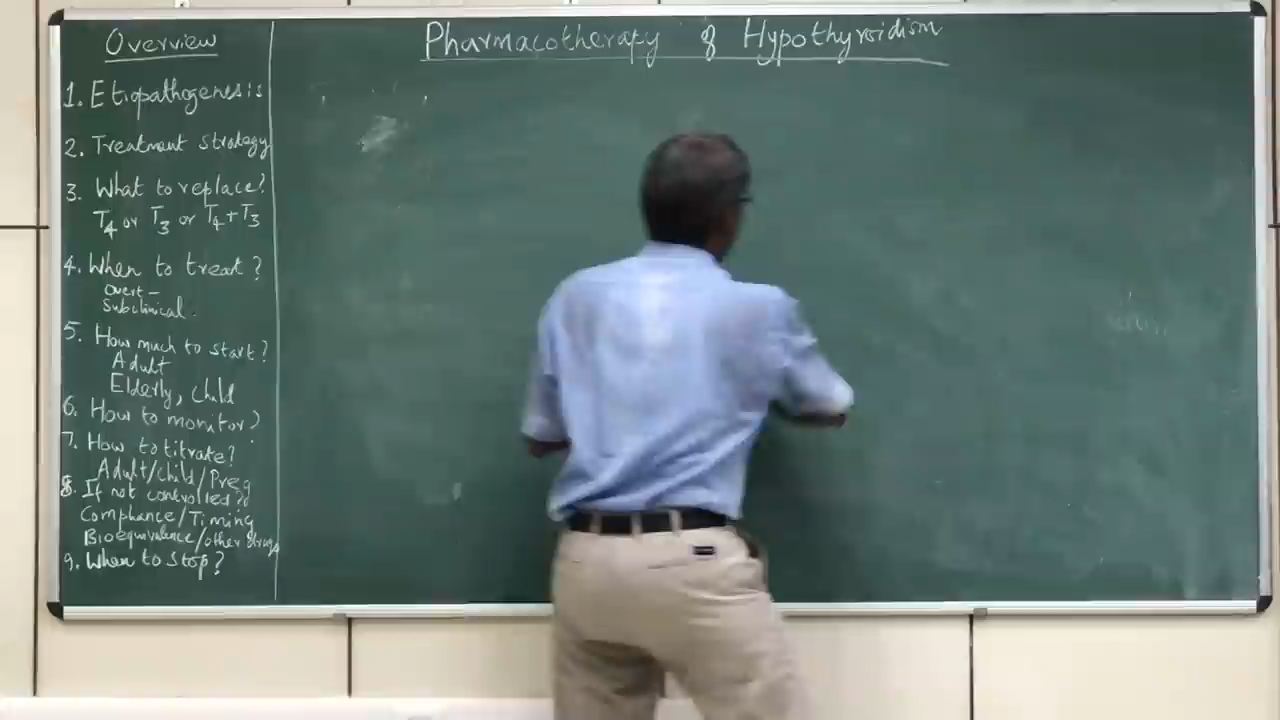 Overview
Pharmacotherapy of Hypothyroidism
1. Etiopathogenesis
2. Treatment strategy
3. What to replace?
T4 or T3 or T4+T3
4. When to treat?
Overt -
Subclinical.
5. How much to start?
Adult
Elderly, Child
6. How to monitor?
7. How to titrate?
Adult/child/Preg
8. If not controlled??
Compliance/Timing
Bioequivalence/other drugs
9. When to stop?